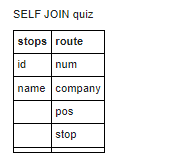 SELF JOIN quiz
stops route
id num
name company
pos
stop